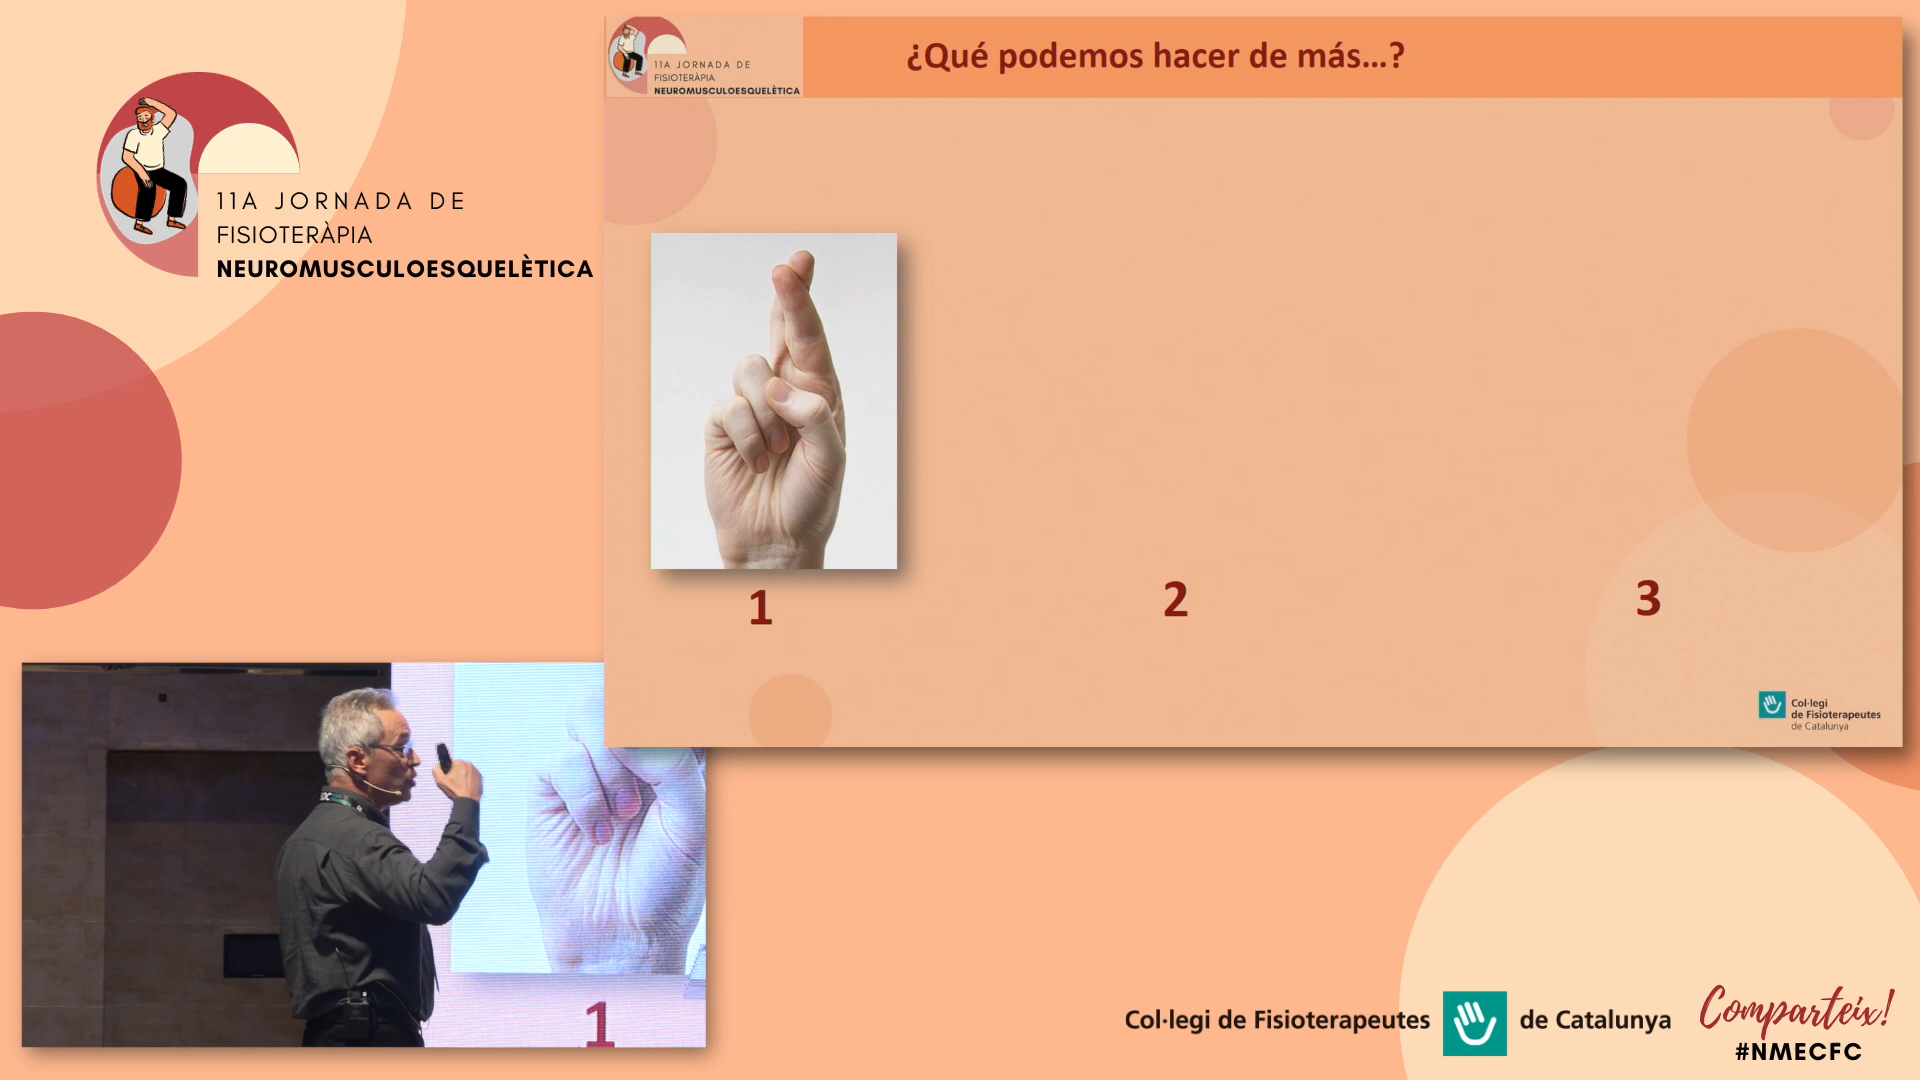 11A JORNADA DE
FISIOTERÀPIA
NEUROMUSCULOESQUELÈTICA
11A JORNADA DE
FISIOTERÀPIA
NEUROMUSCULOESQUELÈTICA
¿Qué podemos hacer de más...?
1
2
3
Col·legi
de Fisioterapeutes
de Catalunya
1
Col·legi de Fisioterapeutes de Catalunya
Comparteix!
#NMECFC